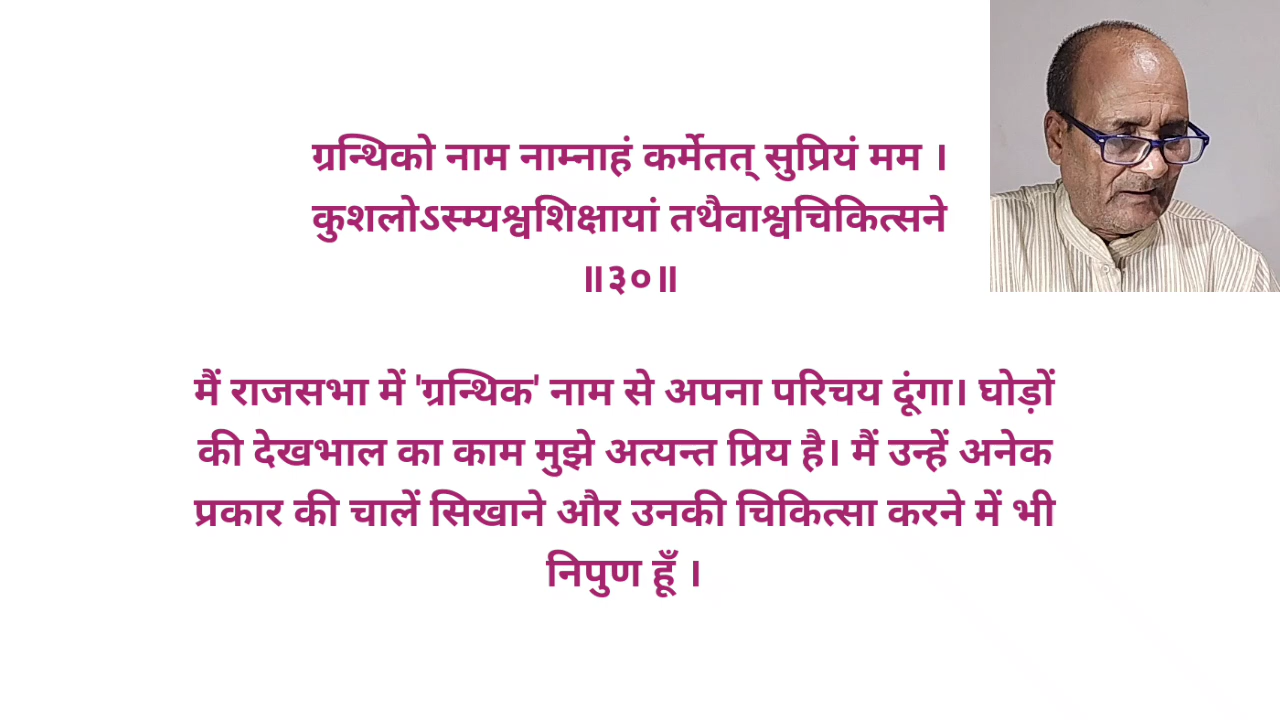 ग्रन्थिको नाम नाम्नाहं कर्मेतत् सुप्रियं मम ।
कुशलोऽस्म्यश्वशिक्षायां तथैवाश्वचिकित्सने
॥३०॥
मैं राजसभा में 'ग्रन्थिक' नाम से अपना परिचय दूंगा। घोड़ों
की देखभाल का काम मुझे अत्यन्त प्रिय है। मैं उन्हें अनेक
प्रकार की चालें सिखाने और उनकी चिकित्सा करने में भी
निपुण हूँ ।